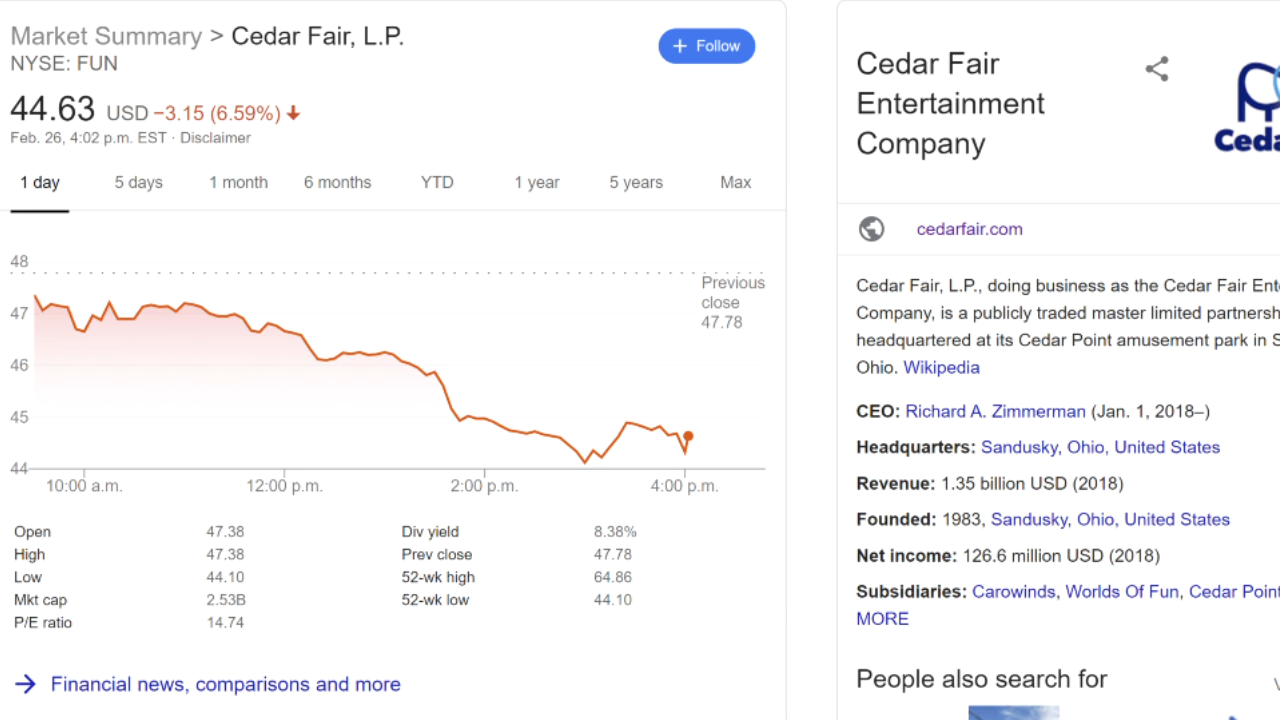 Market Summary > Cedar Fair, L.P.
NYSE: FUN
+ Follow
44.63 USD −3.15 (6.59%)
Feb. 26, 4:02 p.m. EST · Disclaimer
1 day 5 days 1 month 6 months YTD 1 year 5 years Max
48
47
46
45
44
Previous
close
47.78
10:00 a.m. 12:00 p.m. 2:00 p.m. 4:00 p.m.
Open 47.38 Div yield 8.38%
High 47.38 Prev close 47.78
Low 44.10 52-wk high 64.86
Mkt cap 2.53B 52-wk low 44.10
P/E ratio 14.74
Financial news, comparisons and more
Cedar Fair
Entertainment
Company
Ceda
cedarfair.com
Cedar Fair, L.P., doing business as the Cedar Fair Ent
Company, is a publicly traded master limited partnersh
headquartered at its Cedar Point amusement park in S
Ohio. Wikipedia
CEO: Richard A. Zimmerman (Jan. 1, 2018–)
Headquarters: Sandusky, Ohio, United States
Revenue: 1.35 billion USD (2018)
Founded: 1983, Sandusky, Ohio, United States
Net income: 126.6 million USD (2018)
Subsidiaries: Carowinds, Worlds Of Fun, Cedar Point
MORE
People also search for